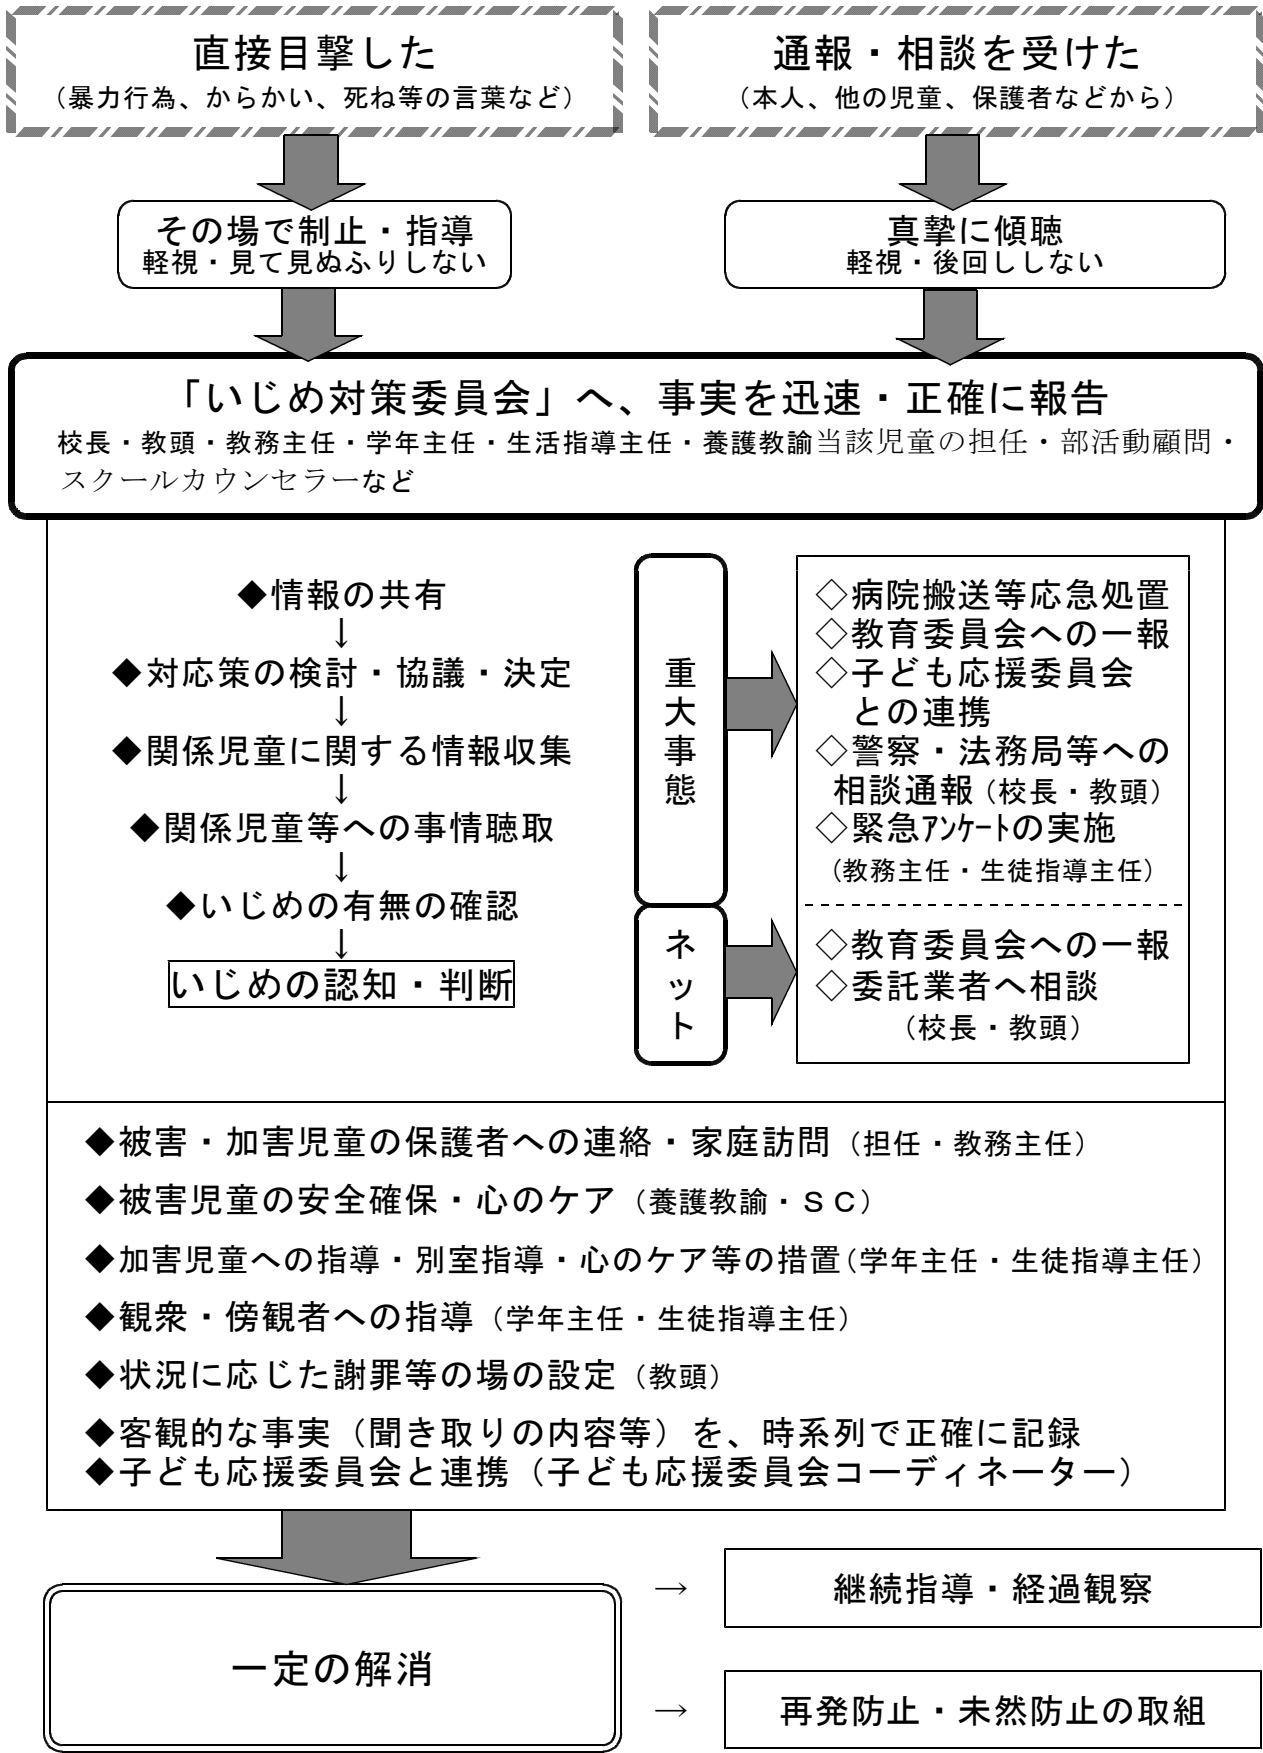 直接目撃した
（暴力行為、からかい、死ね等の言葉など）
通報・相談を受けた
（本人、他の児童、保護者などから）
その場で制止・指導
軽視・見て見ぬふりしない
真摯に傾聴
軽視・後回ししない
「いじめ対策委員会」へ、事実を迅速・正確に報告
校長・教頭・教務主任・学年主任・生活指導主任・養護教諭当該児童の担任・部活動顧問・
スクールカウンセラーなど
◆情報の共有
↓
◆対応策の検討・協議・決定
↓
◆関係児童に関する情報収集
↓
◆関係児童等への事情聴取
↓
◆いじめの有無の確認
↓
いじめの認知・判断
重大事態
◇病院搬送等応急処置
◇教育委員会への一報
◇子ども応援委員会
との連携
◇警察・法務局等への
相談通報（校長・教頭）
◇緊急ｱﾝｹｰﾄの実施
（教務主任・生徒指導主任）
ネット
◇教育委員会への一報
◇委託業者へ相談
（校長・教頭）
◆被害・加害児童の保護者への連絡・家庭訪問（担任・教務主任）
◆被害児童の安全確保・心のケア（養護教諭・ＳＣ）
◆加害児童への指導・別室指導・心のケア等の措置（学年主任・生徒指導主任）
◆観衆・傍観者への指導（学年主任・生徒指導主任）
◆状況に応じた謝罪等の場の設定（教頭）
◆客観的な事実（聞き取りの内容等）を、時系列で正確に記録
◆子ども応援委員会と連携（子ども応援委員会コーディネーター）
一定の解消
→
継続指導・経過観察
→
再発防止・未然防止の取組